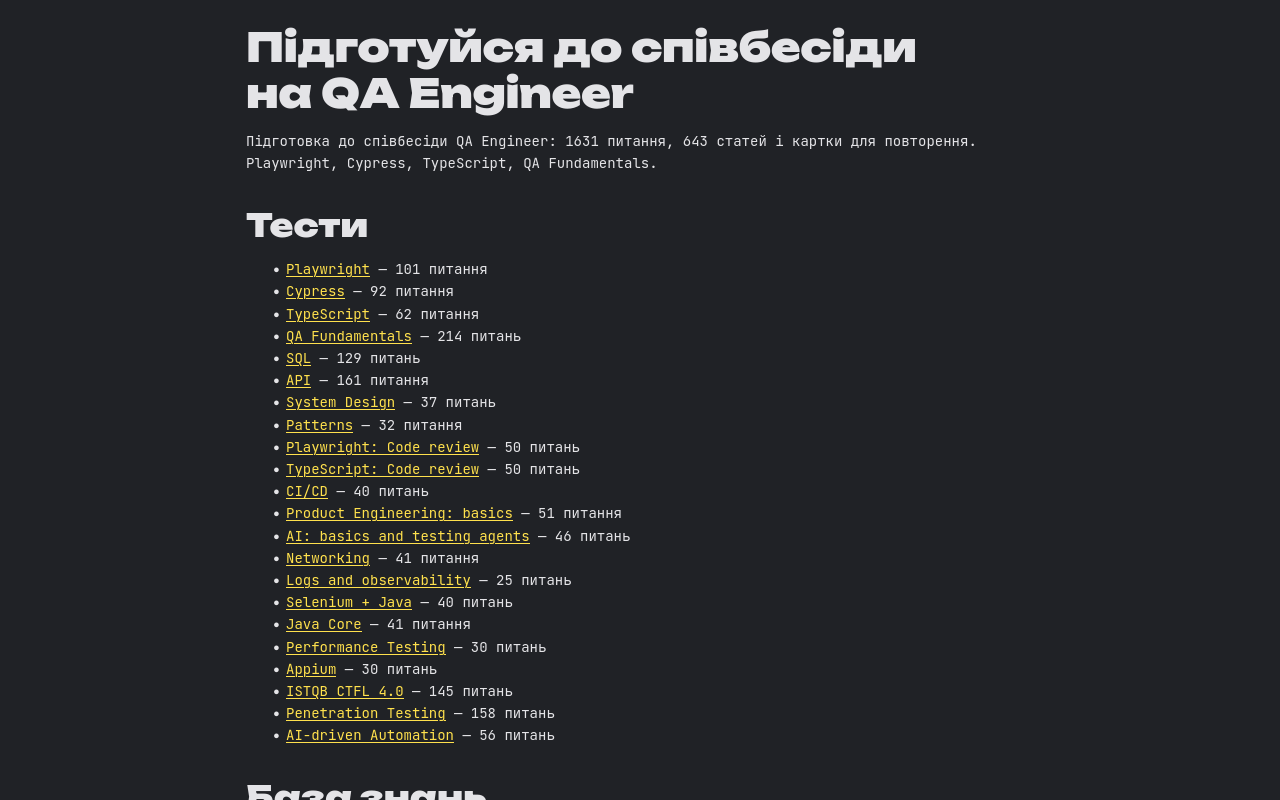 Підготуйся до співбесіди
на QA Engineer
Підготовка до співбесіди QA Engineer: 1631 питання, 643 статей і картки для повторення.
Playwright, Cypress, TypeScript, QA Fundamentals.
Тести
• Playwright — 101 питання
• Cypress — 92 питання
• TypeScript — 62 питання
• QA Fundamentals — 214 питань
• SQL — 129 питань
• API — 161 питання
• System Design — 37 питань
• Patterns — 32 питання
• Playwright: Code review — 50 питань
• TypeScript: Code review — 50 питань
• CI/CD — 40 питань
• Product Engineering: basics — 51 питання
• AI: basics and testing agents — 46 питань
• Networking — 41 питання
• Logs and observability — 25 питань
• Selenium + Java — 40 питань
• Java Core — 41 питання
• Performance Testing — 30 питань
• Appium — 30 питань
• ISTQB CTFL 4.0 — 145 питань
• Penetration Testing — 158 питань
• AI-driven Automation — 56 питань
База знань